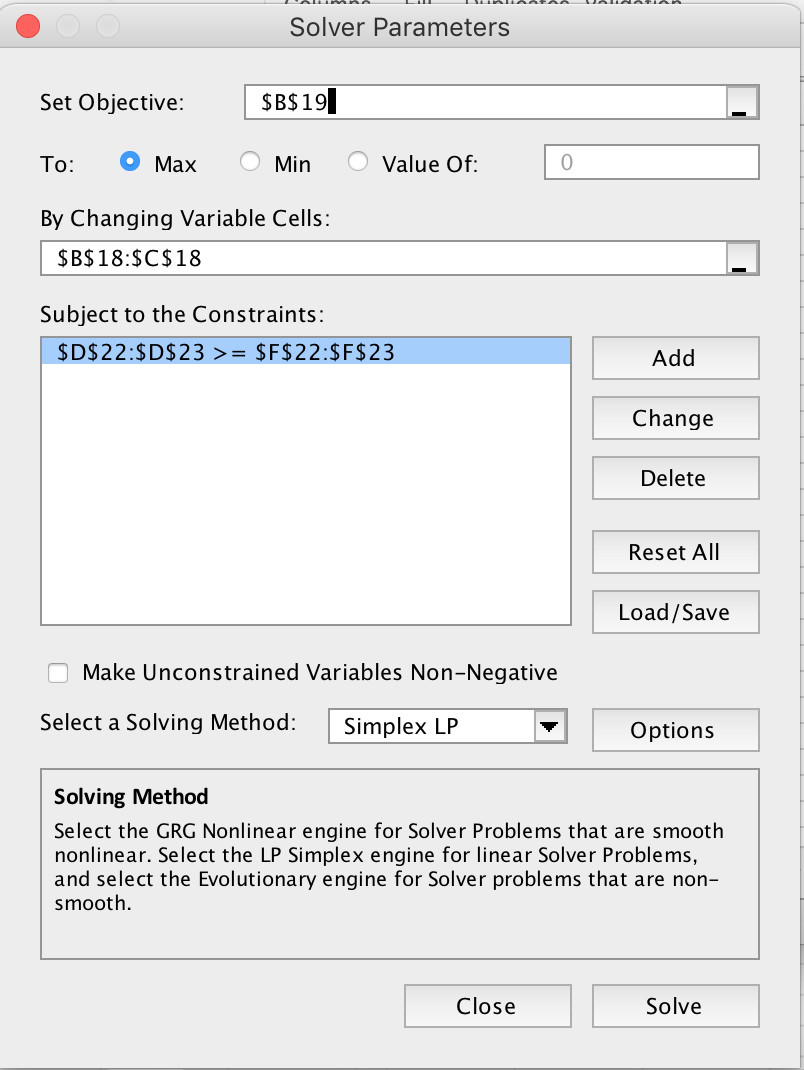 Columns Fill Duplicates Validation
Solver Parameters
Set Objective: $B$19
To: Max Min Value Of: 0
By Changing Variable Cells:
$B$18:$C$18
Subject to the Constraints:
$D$22:$D$23 >= $F$22:$F$23
Add
Change
Delete
Reset All
Load/Save
Make Unconstrained Variables Non-Negative
Select a Solving Method: Simplex LP Options
Solving Method
Select the GRG Nonlinear engine for Solver Problems that are smooth
nonlinear. Select the LP Simplex engine for linear Solver Problems,
and select the Evolutionary engine for Solver problems that are non-
smooth.
Close Solve